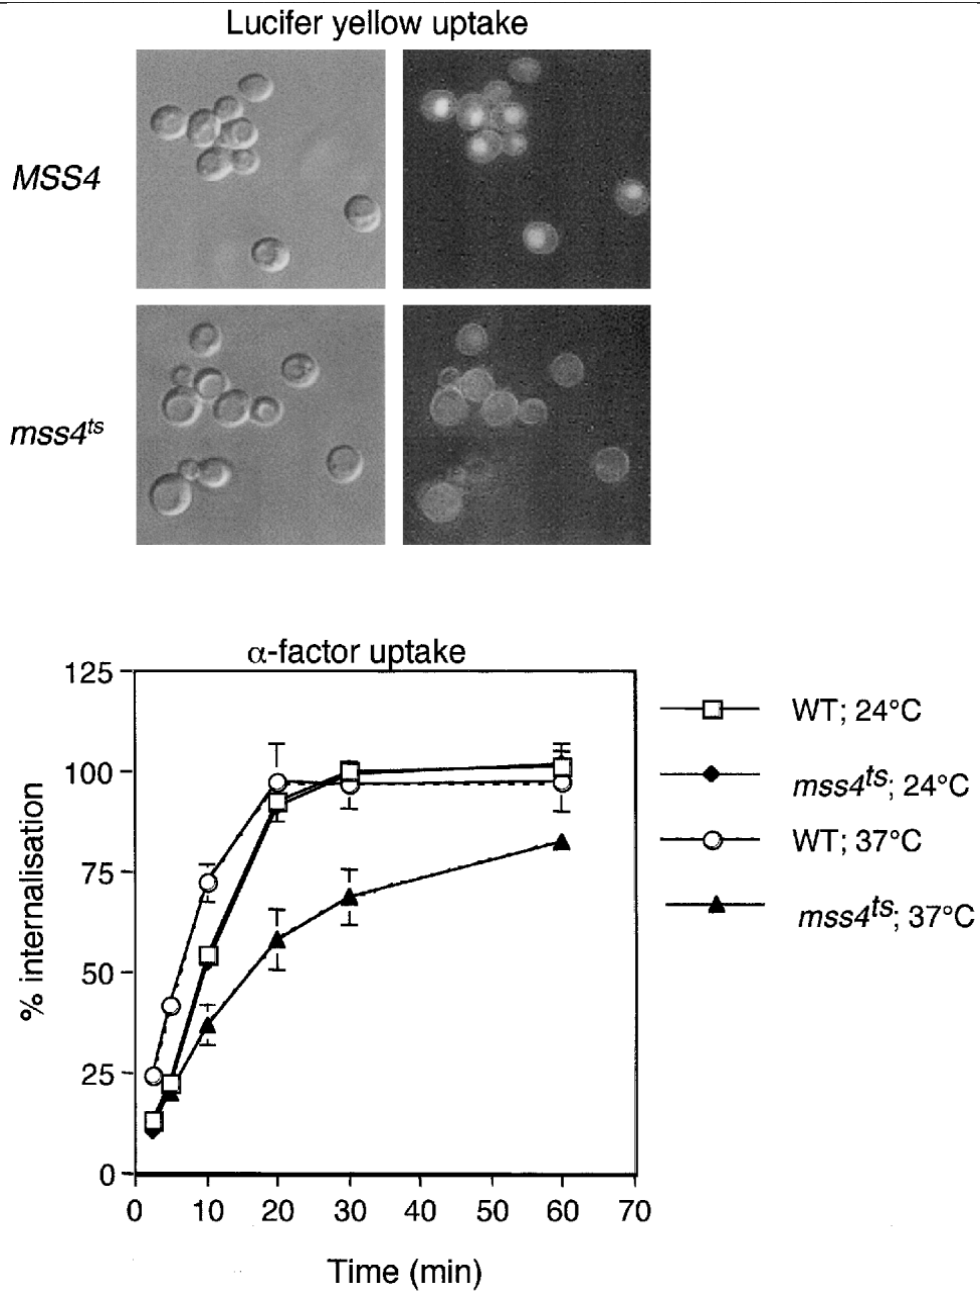 Lucifer yellow uptake
MSS4
mss4ts
α-factor uptake
% internalisation
125
100
75
50
25
0
0 10 20 30 40 50 60 70
Time (min)
WT; 24°C
mss4ts; 24°C
WT; 37°C
mss4ts; 37°C